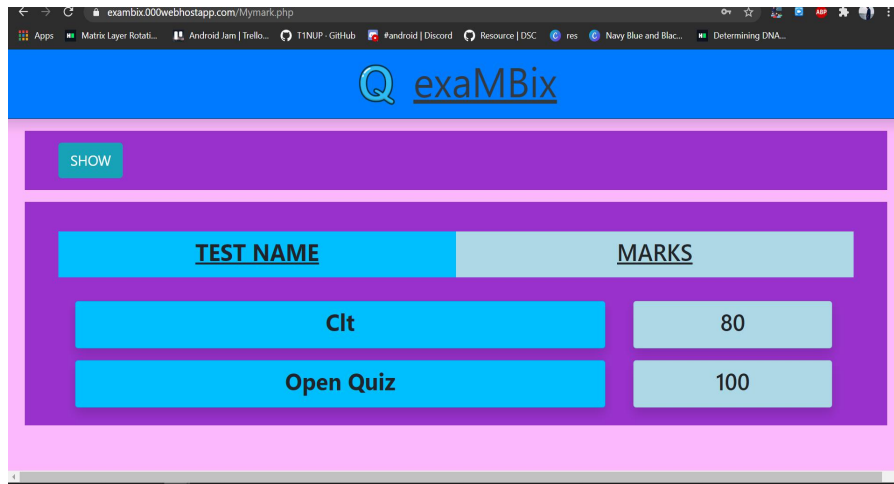 exambix.000webhostapp.com/Mymark.php
Apps Matrix Layer Rotati... Android Jam | Trello... T1NUP · GitHub #android | Discord Resource | DSC res Navy Blue and Blac... Determining DNA...
exaMBix
SHOW
TEST NAME MARKS
Clt 80
Open Quiz 100